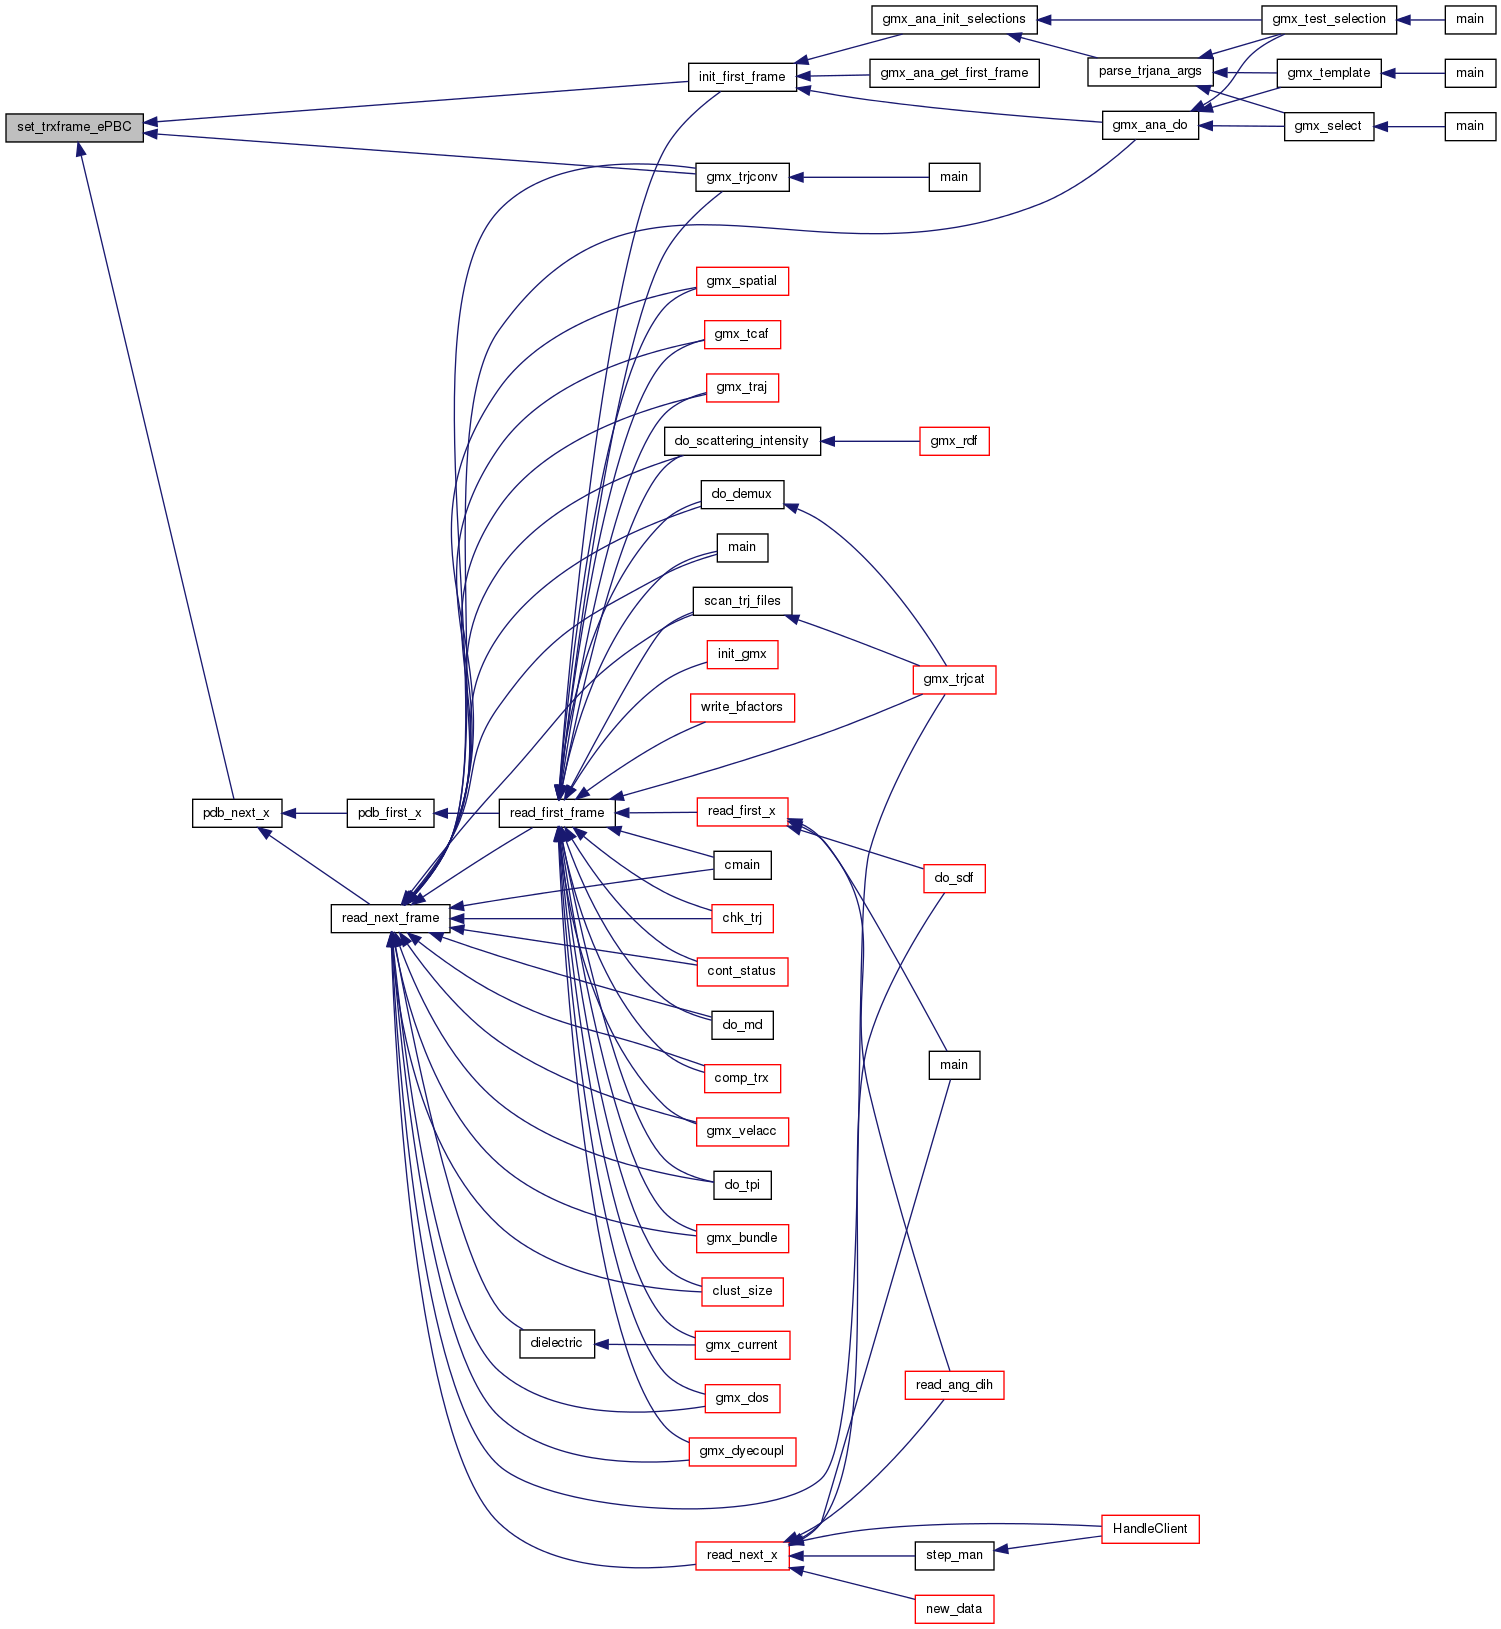 gmx_ana_init_selections
gmx_test_selection
main
init_first_frame
gmx_ana_get_first_frame
parse_trjana_args
gmx_template
main
set_trxframe_ePBC
gmx_ana_do
gmx_select
main
gmx_trjconv
main
gmx_spatial
gmx_tcaf
gmx_traj
do_scattering_intensity
gmx_rdf
do_demux
main
scan_trj_files
init_gmx
gmx_trjcat
write_bfactors
pdb_next_x
pdb_first_x
read_first_frame
read_first_x
cmain
do_sdf
read_next_frame
chk_trj
cont_status
do_md
main
comp_trx
gmx_velacc
do_tpi
gmx_bundle
clust_size
dielectric
gmx_current
read_ang_dih
gmx_dos
gmx_dyecoupl
HandleClient
read_next_x
step_man
new_data